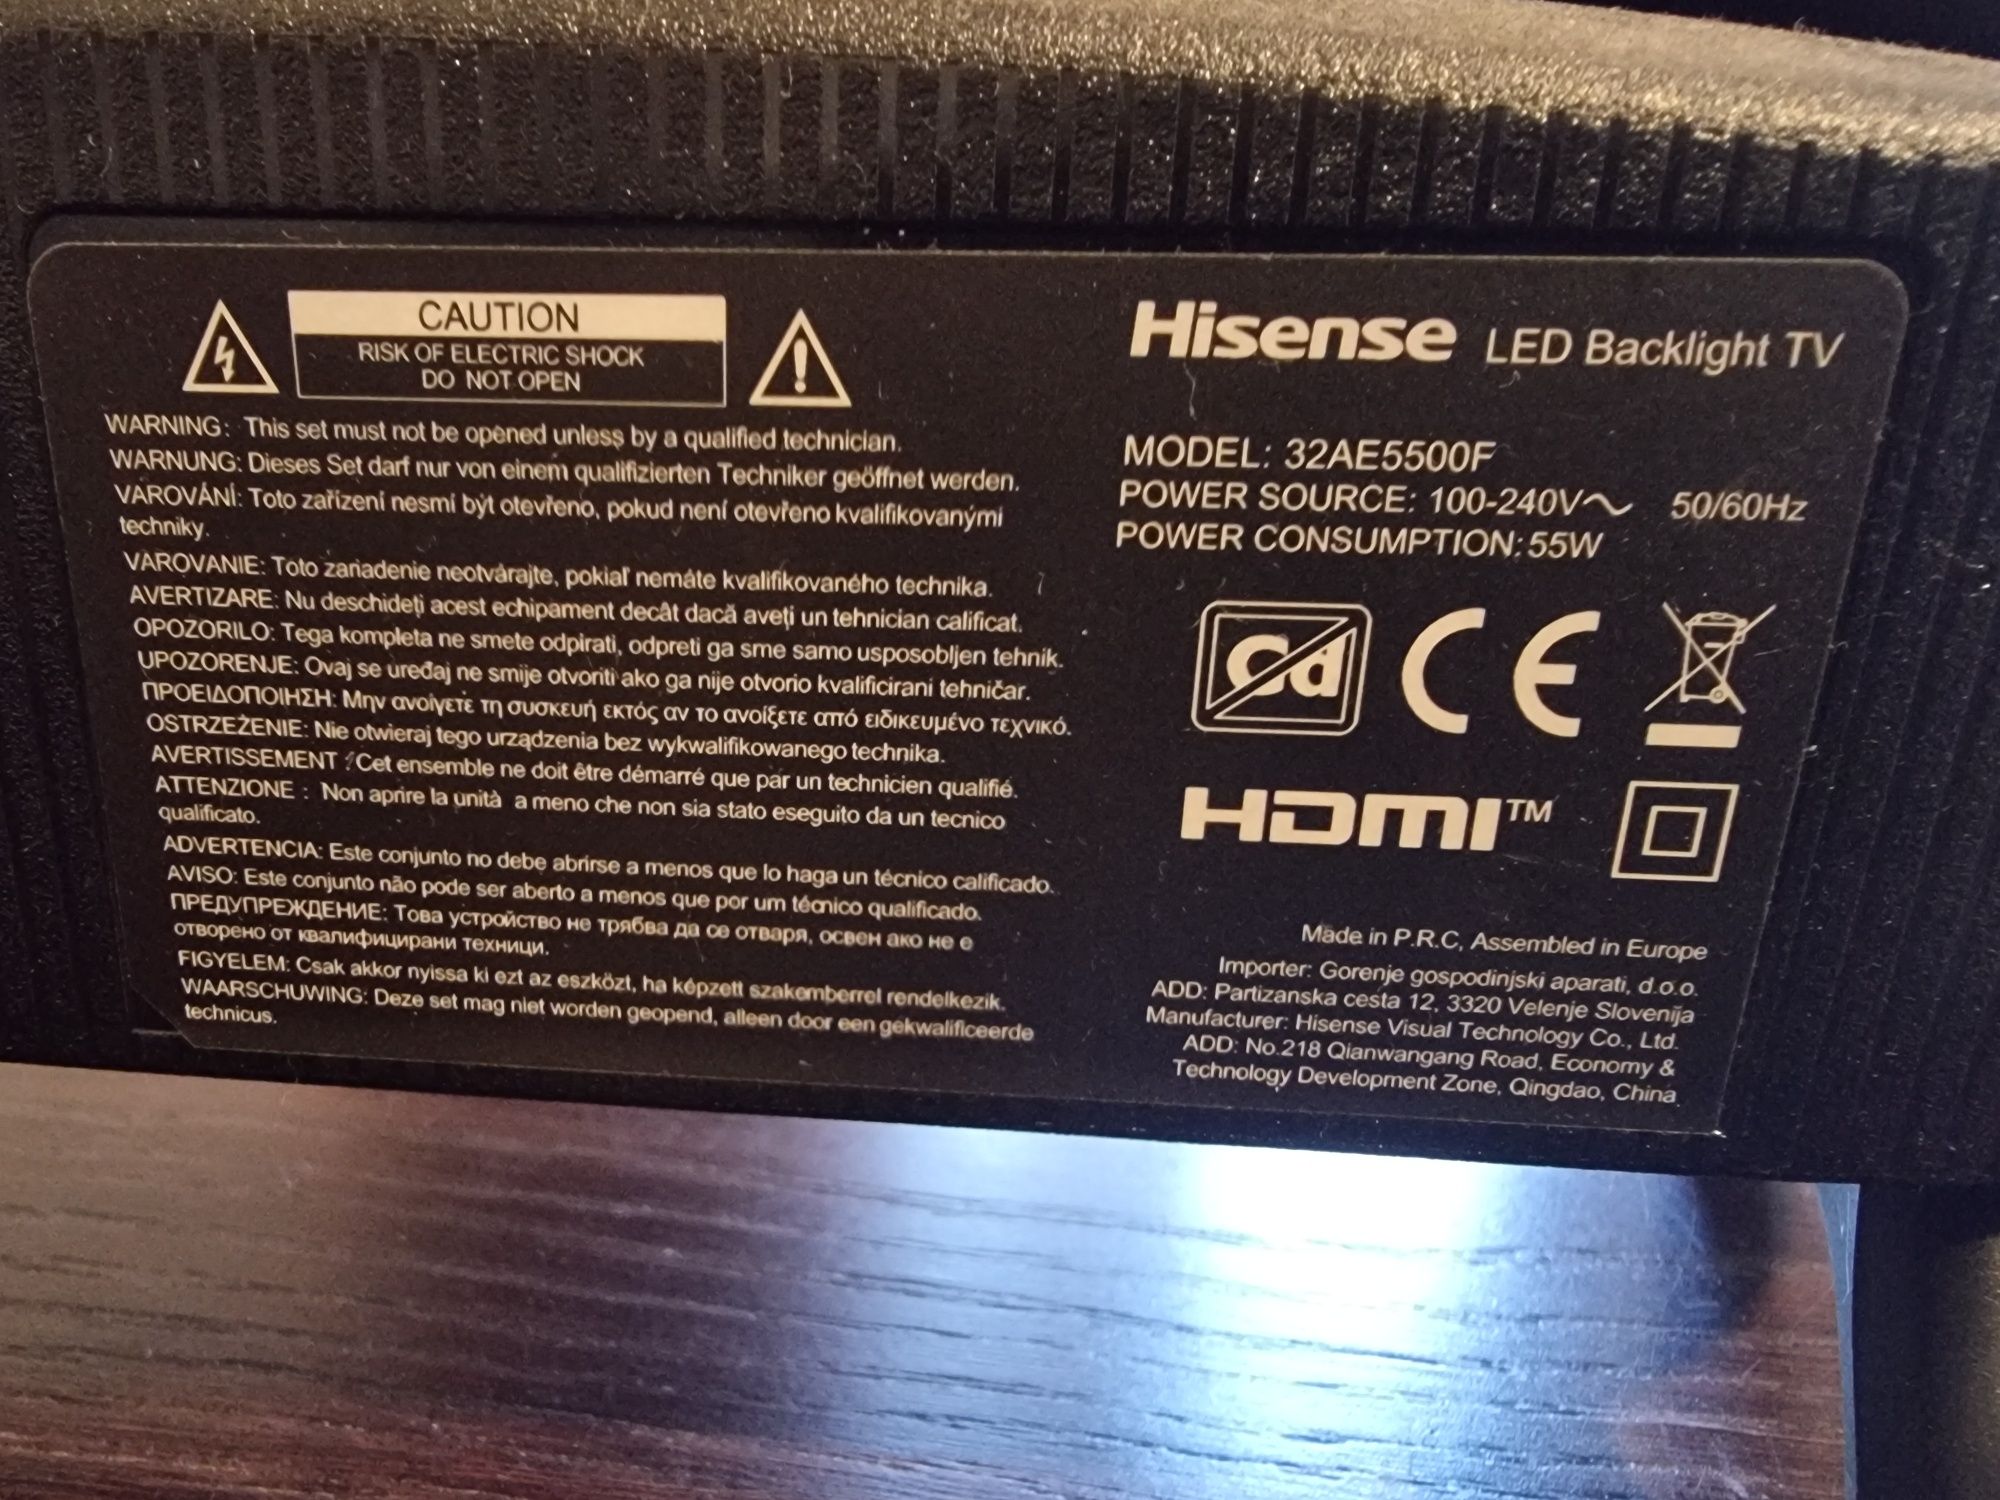 CAUTION
RISK OF ELECTRIC SHOCK
DO NOT OPEN
WARNING: This set must not be opened unless by a qualified technician.
WARNUNG: Dieses Set darf nur von einem qualifizierten Techniker geöffnet werden.
VAROVÁNÍ: Toto zařízení nesmí být otevřeno, pokud není otevřeno kvalifikovanými
techniky.
VAROVANIE: Toto zariadenie neotvárajte, pokiaľ nemáte kvalifikovaného technika.
AVERTIZARE: Nu deschideți acest echipament decât dacă aveți un tehnician calificat.
OPOZORILO: Tega kompleta ne smete odpirati, odpreti ga sme samo usposobljen tehnik.
UPOZORENJE: Ovaj se uređaj ne smije otvoriti ako ga nije otvorio kvalificirani tehničar.
ΠΡΟΕΙΔΟΠΟΙΗΣΗ: Μην ανοίγετε τη συσκευή εκτός αν το ανοίξετε από ειδικευμένο τεχνικό.
OSTRZEŻENIE: Nie otwieraj tego urządzenia bez wykwalifikowanego technika.
AVERTISSEMENT : Cet ensemble ne doit être démarré que par un technicien qualifié.
ATTENZIONE : Non aprire la unità a meno che non sia stato eseguito da un tecnico
qualificato.
ADVERTENCIA: Este conjunto no debe abrirse a menos que lo haga un técnico calificado.
AVISO: Este conjunto não pode ser aberto a menos que por um técnico qualificado.
ПРЕДУПРЕЖДЕНИЕ: Това устройство не трябва да се отваря, освен ако не е
отворено от квалифицирани техници.
FIGYELEM: Csak akkor nyissa ki ezt az eszközt, ha képzett szakemberrel rendelkezik.
WAARSCHUWING: Deze set mag niet worden geopend, alleen door een gekwalificeerde
technicus.
Hisense LED Backlight TV
MODEL: 32AE5500F
POWER SOURCE: 100-240V~ 50/60Hz
POWER CONSUMPTION: 55W
Cd CE
HDMI™
Made in P.R.C, Assembled in Europe
Importer: Gorenje gospodinjski aparati, d.o.o.
ADD: Partizanska cesta 12, 3320 Velenje Slovenija
Manufacturer: Hisense Visual Technology Co., Ltd.
ADD: No.218 Qianwangang Road, Economy &
Technology Development Zone, Qingdao, China